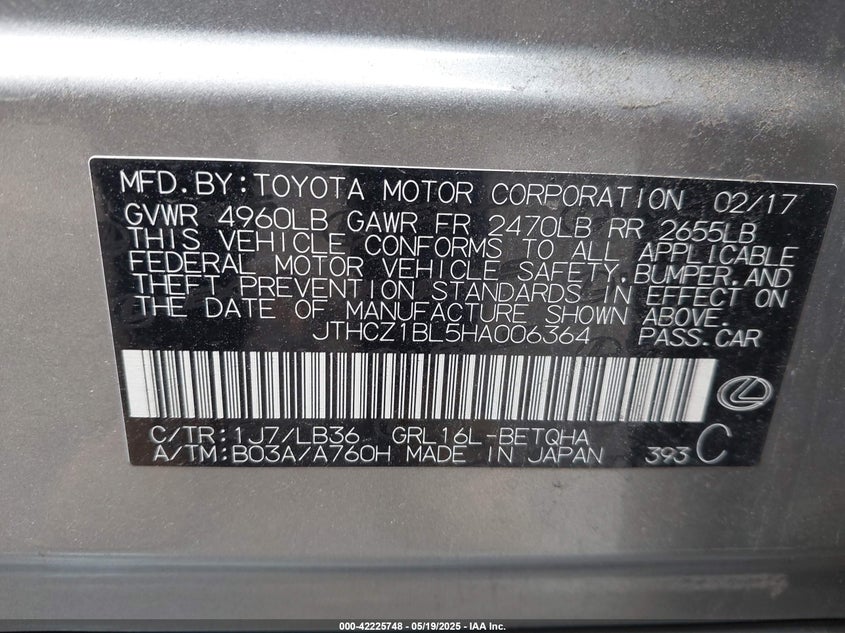 MFD.BY:TOYOTA MOTOR CORPORATION 02/17
GVWR 4960LB GAWR FR 2470LB RR 2655LB
THIS VEHICLE CONFORMS TO ALL APPLICABLE
FEDERAL MOTOR VEHICLE SAFETY,BUMPER,AND
THEFT PREVENTION STANDARDS IN EFFECT ON
THE DATE OF MANUFACTURE SHOWN ABOVE.
JTHCZ1BL5HA006364 PASS.CAR
C/TR:1J7/LB36 GRL16L-BETQHA
A/TM:B03A/A760H MADE IN JAPAN 393 C
000-42225748 - 05/19/2025 - IAA Inc.